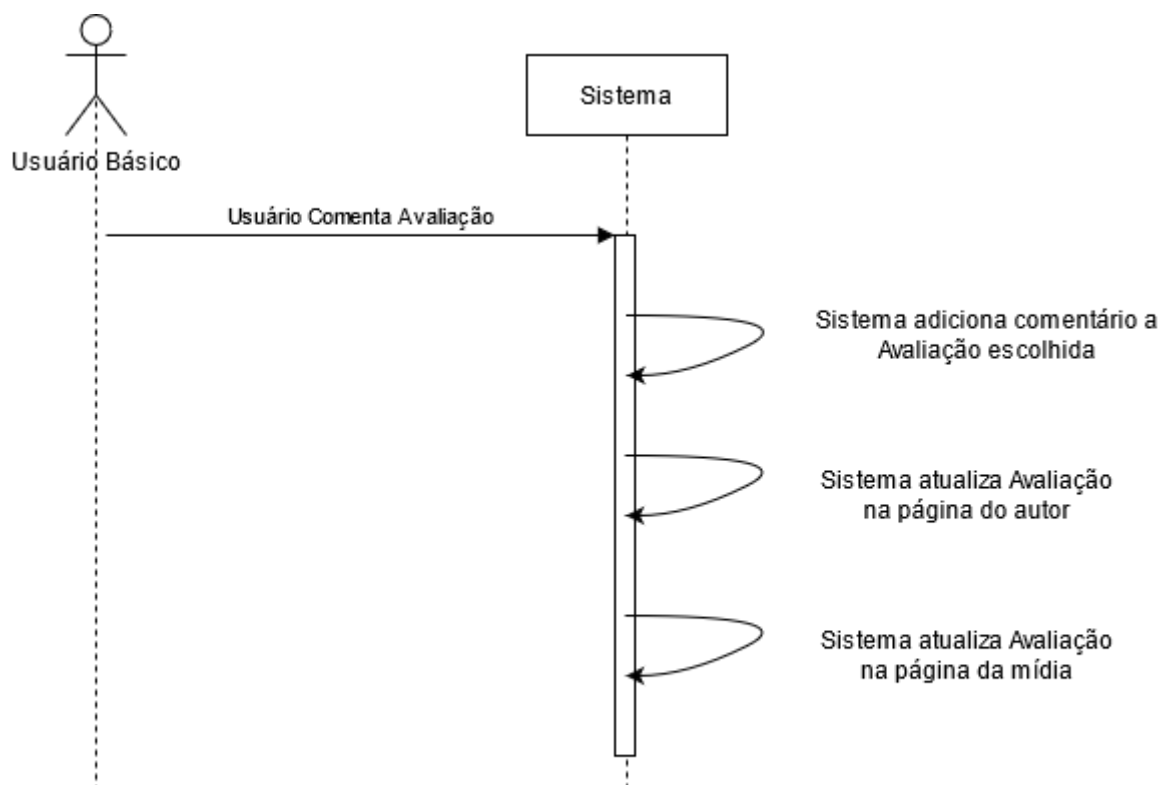 Usuário Básico
Sistema
Usuário Comenta Avaliação
Sistema adiciona comentário a
Avaliação escolhida
Sistema atualiza Avaliação
na página do autor
Sistema atualiza Avaliação
na página da mídia